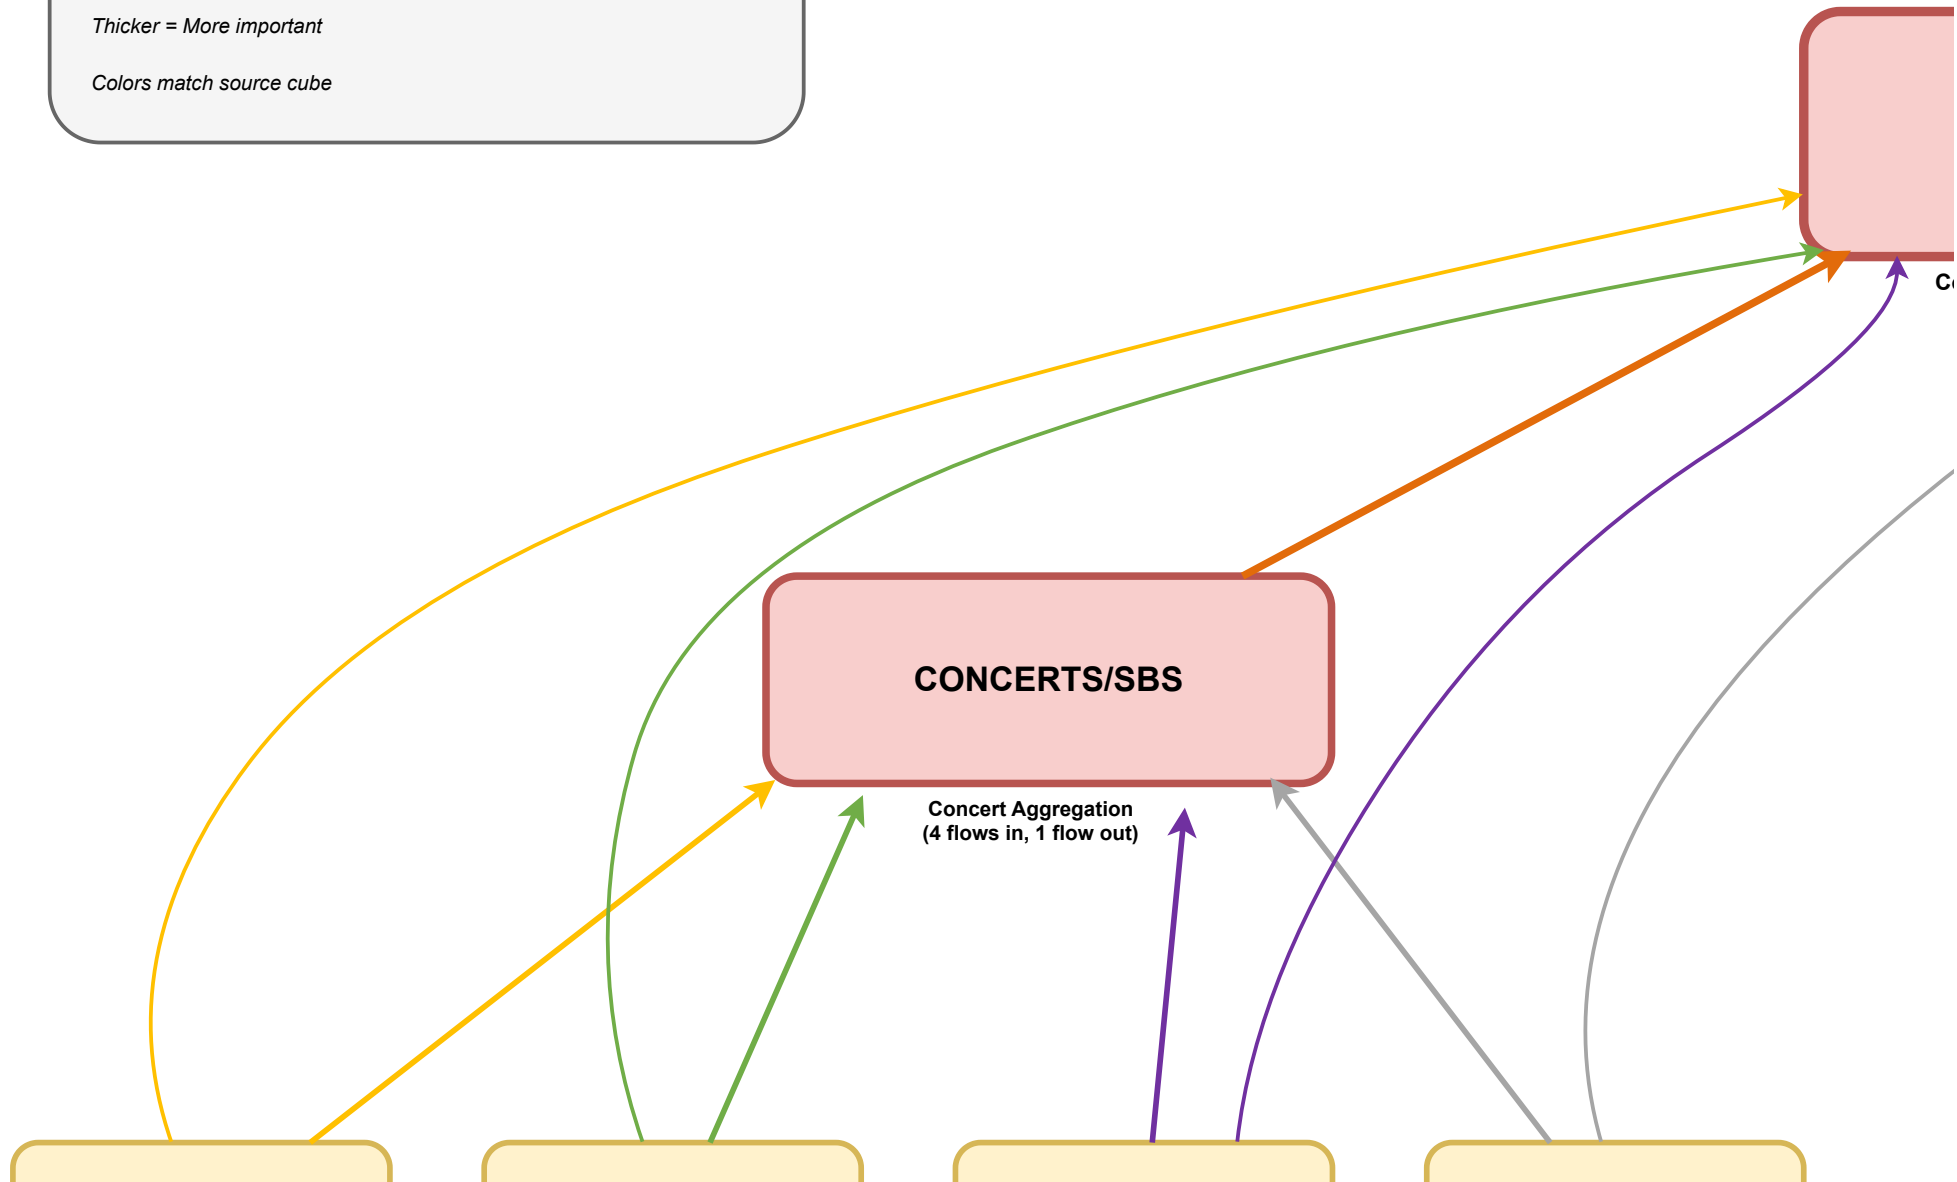 Thicker = More important
Colors match source cube
CONCERTS/SBS
Concert Aggregation
(4 flows in, 1 flow out)